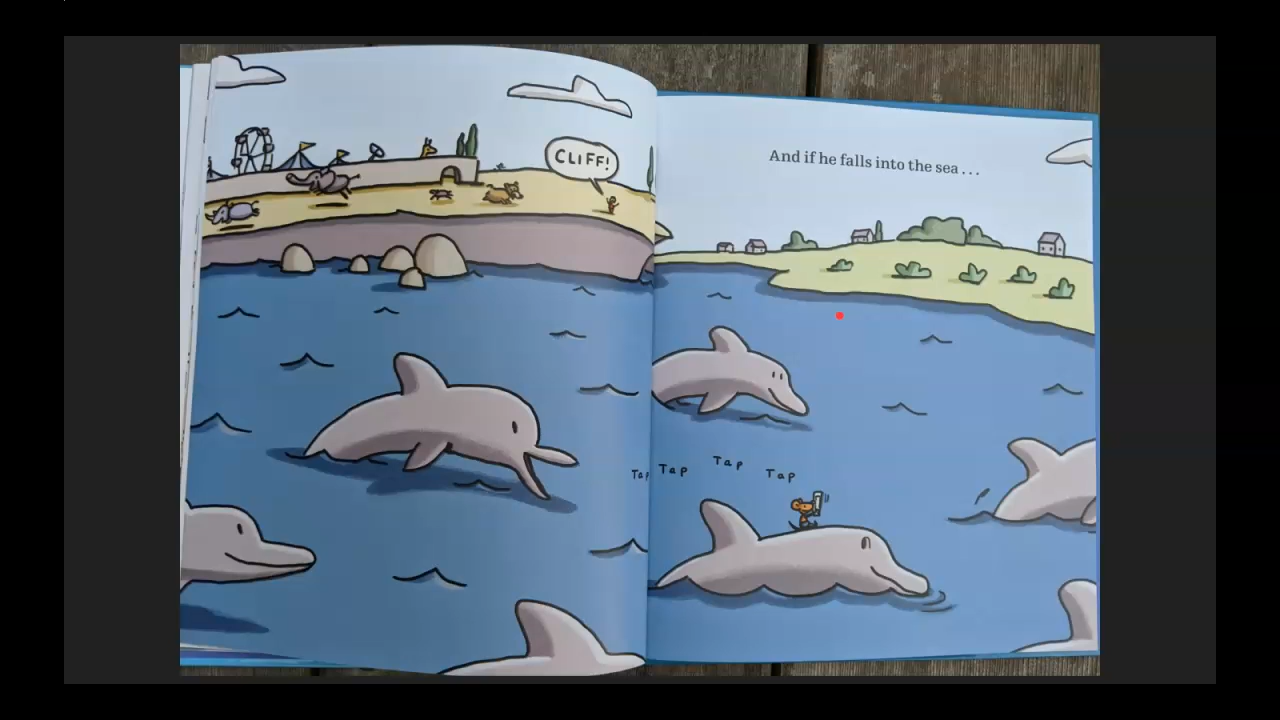 CLIFF!
And if he falls into the sea . . .
Tap Tap Tap Tap